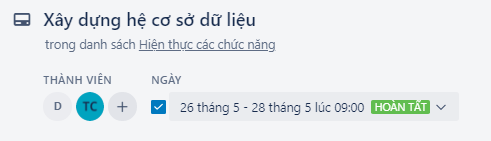 Xây dựng hệ cơ sở dữ liệu
trong danh sách Hiện thực các chức năng
THÀNH VIÊN NGÀY
D TC + 26 tháng 5 - 28 tháng 5 lúc 09:00 HOÀN TẤT